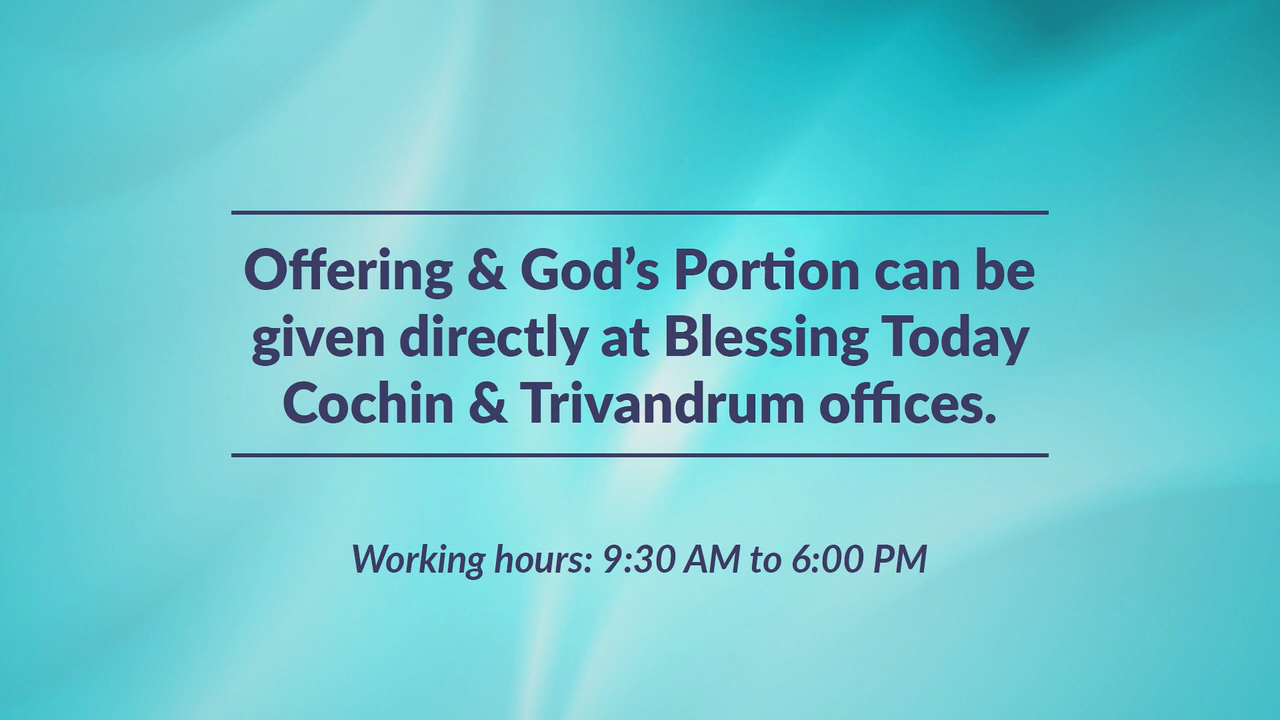 Offering & God’s Portion can be
given directly at Blessing Today
Cochin & Trivandrum offices.
Working hours: 9:30 AM to 6:00 PM